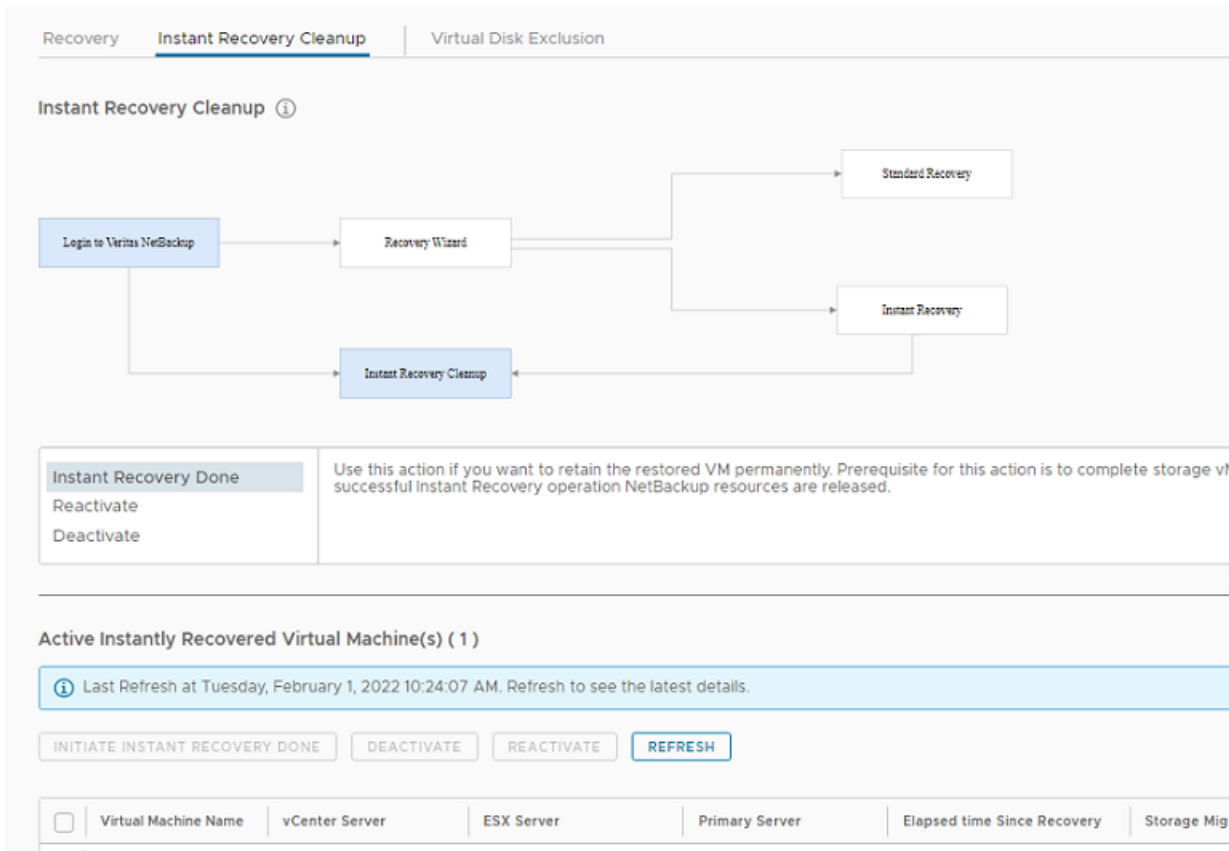 Recovery Instant Recovery Cleanup Virtual Disk Exclusion
Instant Recovery Cleanup
Standard Recovery
Login to Veritas NetBackup
Recovery Wizard
Instant Recovery
Instant Recovery Cleanup
Instant Recovery Done
Reactivate
Deactivate
Use this action if you want to retain the restored VM permanently. Prerequisite for this action is to complete storage vM
successful Instant Recovery operation NetBackup resources are released.
Active Instantly Recovered Virtual Machine(s) ( 1 )
Last Refresh at Tuesday, February 1, 2022 10:24:07 AM. Refresh to see the latest details.
INITIATE INSTANT RECOVERY DONE DEACTIVATE REACTIVATE REFRESH
Virtual Machine Name vCenter Server ESX Server Primary Server Elapsed time Since Recovery Storage Mig